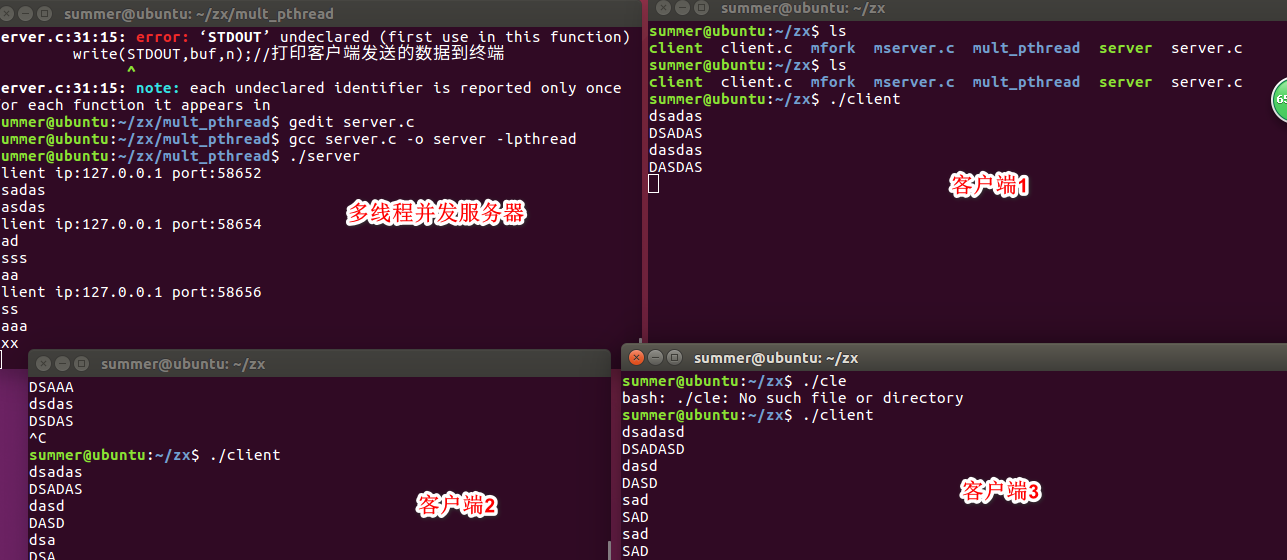 summer@ubuntu: ~/zx/mult_pthread
erver.c:31:15: error: ‘STDOUT’ undeclared (first use in this function)
write(STDOUT,buf,n);//打印客户端发送的数据到终端
^
erver.c:31:15: note: each undeclared identifier is reported only once
or each function it appears in
ummer@ubuntu:~/zx/mult_pthread$ gedit server.c
ummer@ubuntu:~/zx/mult_pthread$ gcc server.c -o server -lpthread
ummer@ubuntu:~/zx/mult_pthread$ ./server
lient ip:127.0.0.1 port:58652
sadas
asdas
lient ip:127.0.0.1 port:58654
ad
sss
aa
lient ip:127.0.0.1 port:58656
ss
aaa
xx
多线程并发服务器
summer@ubuntu: ~/zx
summer@ubuntu:~/zx$ ls
client client.c mfork mserver.c mult_pthread server server.c
summer@ubuntu:~/zx$ ls
client client.c mfork mserver.c mult_pthread server server.c
summer@ubuntu:~/zx$ ./client
dsadas
DSADAS
dasdas
DASDAS
客户端1
65
summer@ubuntu: ~/zx
DSAAA
dsdas
DSDAS
^C
summer@ubuntu:~/zx$ ./client
dsadas
DSADAS
dasd
DASD
dsa
DSA
客户端2
summer@ubuntu: ~/zx
summer@ubuntu:~/zx$ ./cle
bash: ./cle: No such file or directory
summer@ubuntu:~/zx$ ./client
dsadasd
DSADASD
dasd
DASD
sad
SAD
sad
SAD
客户端3